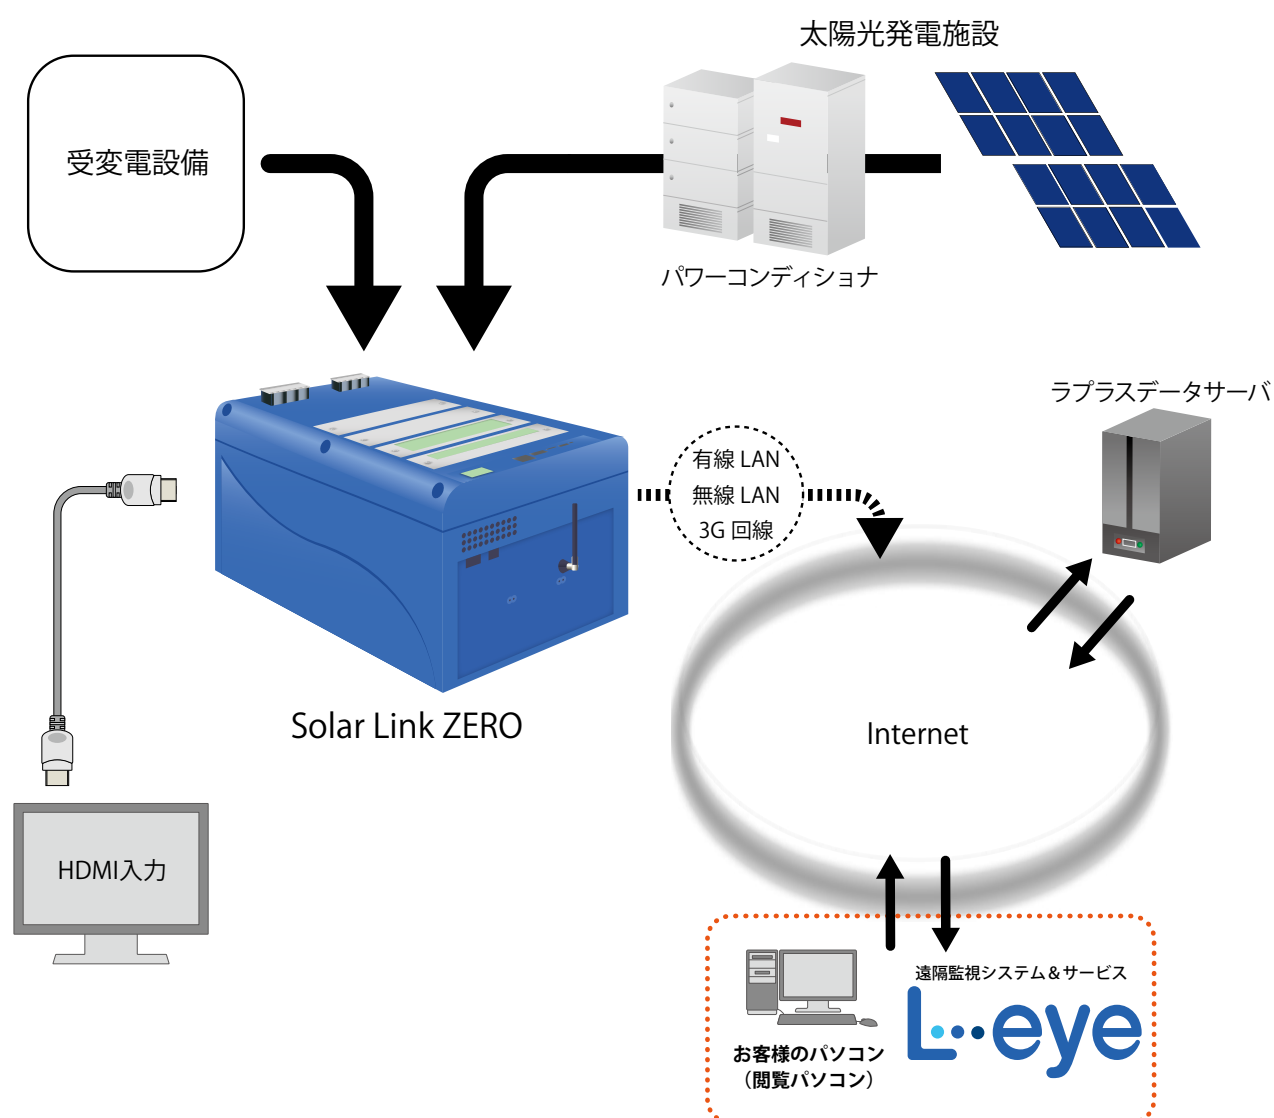 太陽光発電施設
受変電設備
パワーコンディショナ
ラプラスデータサーバ
有線 LAN
無線 LAN
3G 回線
Solar Link ZERO
Internet
HDMI入力
遠隔監視システム＆サービス
L・・・eye
お客様のパソコン
（閲覧パソコン）